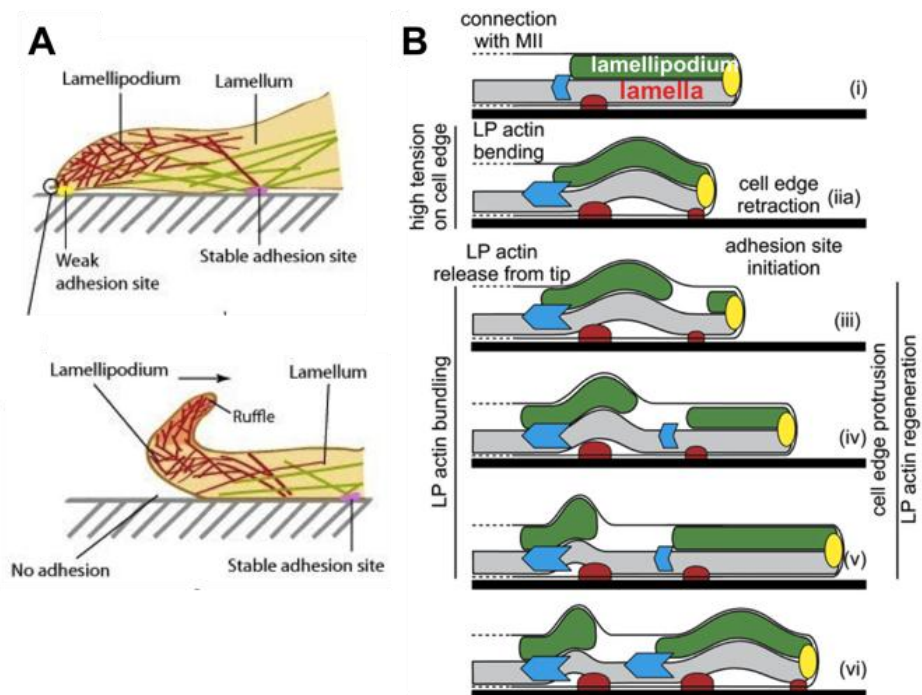 A
Lamellipodium
Lamellum
Weak
adhesion site
Stable adhesion site
Lamellipodium
Lamellum
Ruffle
No adhesion
Stable adhesion site
B
connection
with MII
lamellipodium
lamella
(i)
high tension
on cell edge
LP actin
bending
cell edge
retraction
(iia)
LP actin
release from tip
adhesion site
initiation
(iii)
LP actin bundling
(iv)
cell edge protrusion
LP actin regeneration
(v)
(vi)